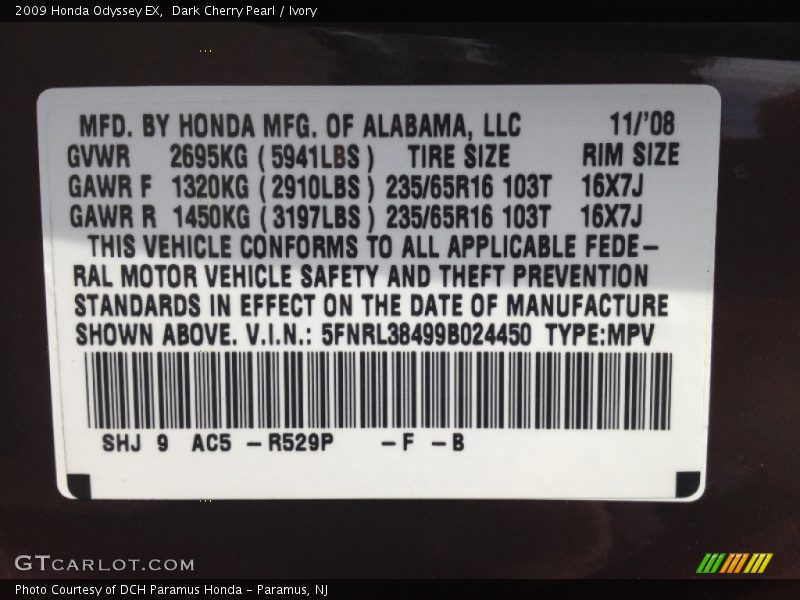 2009 Honda Odyssey EX,  Dark Cherry Pearl / Ivory
MFD. BY HONDA MFG. OF ALABAMA, LLC 11/'08
GVWR 2695KG ( 5941LBS ) TIRE SIZE RIM SIZE
GAWR F 1320KG ( 2910LBS ) 235/65R16 103T 16X7J
GAWR R 1450KG ( 3197LBS ) 235/65R16 103T 16X7J
THIS VEHICLE CONFORMS TO ALL APPLICABLE FEDE-
RAL MOTOR VEHICLE SAFETY AND THEFT PREVENTION
STANDARDS IN EFFECT ON THE DATE OF MANUFACTURE
SHOWN ABOVE. V.I.N.: 5FNRL38499B024450 TYPE:MPV
SHJ 9 AC5 -R529P -F -B
GTCARLOT.COM
Photo Courtesy of DCH Paramus Honda - Paramus, NJ